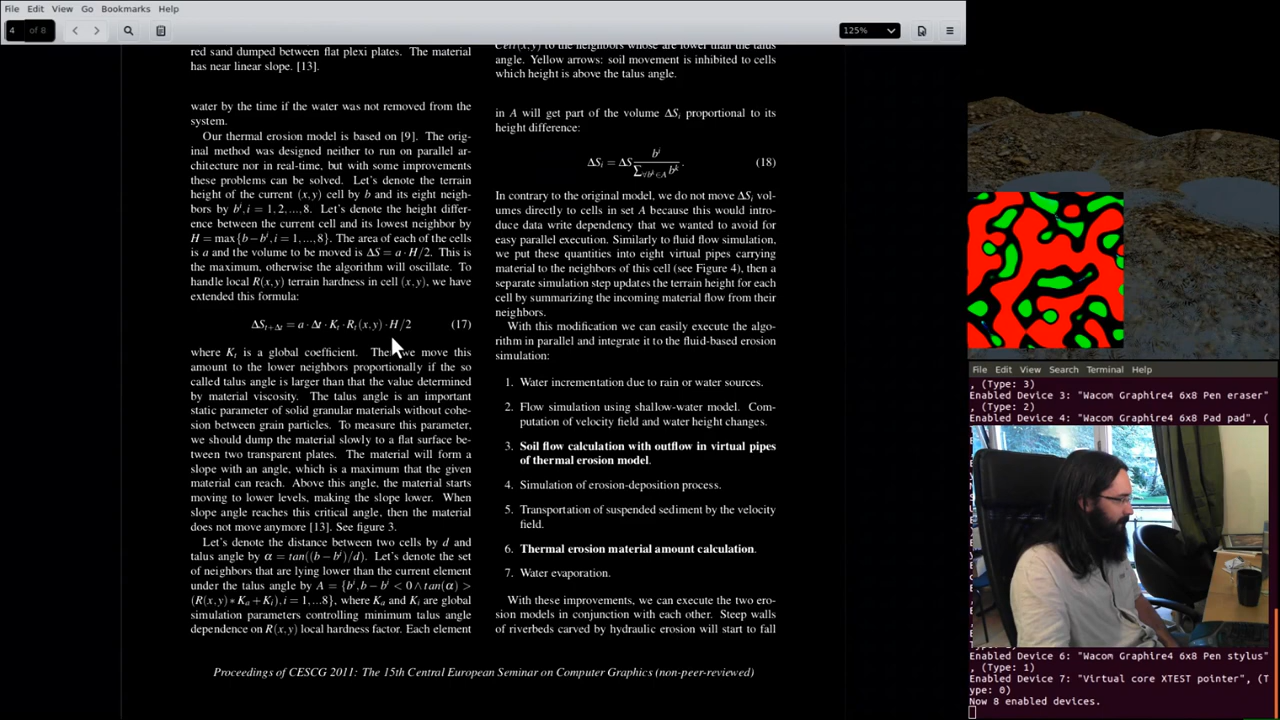 File Edit View Go Bookmarks Help
4 of 8
125%
red sand dumped between flat plexi plates. The material
has near linear slope. [13].
water by the time if the water was not removed from the
system.
Our thermal erosion model is based on [9]. The orig-
inal method was designed neither to run on parallel ar-
chitecture nor in real-time, but with some improvements
these problems can be solved. Let's denote the terrain
height of the current (x,y) cell by b and its eight neigh-
bors by bⁱ, i = 1,2,...,8. Let's denote the height differ-
ence between the current cell and its lowest neighbor by
H = max{b−bⁱ, i = 1,...,8}. The area of each of the cells
is a and the volume to be moved is ΔS = a·H/2. This is
the maximum, otherwise the algorithm will oscillate. To
handle local R(x,y) terrain hardness in cell (x,y), we have
extended this formula:
ΔSₜ₊Δₜ = a·Δt·Kₜ·Rₜ(x,y)·H/2 (17)
where Kₜ is a global coefficient. we move this
amount to the lower neighbors proportionally if the so
called talus angle is larger than that the value determined
by material viscosity. The talus angle is an important
static parameter of solid granular materials without cohe-
sion between grain particles. To measure this parameter,
we should dump the material slowly to a flat surface be-
tween two transparent plates. The material will form a
slope with an angle, which is a maximum that the given
material can reach. Above this angle, the material starts
moving to lower levels, making the slope lower. When
slope angle reaches this critical angle, then the material
does not move anymore [13]. See figure 3.
Let's denote the distance between two cells by d and
talus angle by α = tan((b−bⁱ)/d). Let's denote the set
of neighbors that are lying lower than the current element
under the talus angle by A = {bⁱ, b−bⁱ < 0 ∧ tan(α) >
(R(x,y)∗Kₐ+Kᵢ), i = 1,...8}, where Kₐ and Kᵢ are global
simulation parameters controlling minimum talus angle
dependence on R(x,y) local hardness factor. Each element
Cell(x,y) to the neighbors whose are lower than the talus
angle. Yellow arrows: soil movement is inhibited to cells
which height is above the talus angle.
in A will get part of the volume ΔSᵢ proportional to its
height difference:
ΔSᵢ = ΔS bⁱ / ∑∀bᵏ∈A bᵏ . (18)
In contrary to the original model, we do not move ΔSᵢ vol-
umes directly to cells in set A because this would intro-
duce data write dependency that we wanted to avoid for
easy parallel execution. Similarly to fluid flow simulation,
we put these quantities into eight virtual pipes carrying
material to the neighbors of this cell (see Figure 4), then a
separate simulation step updates the terrain height for each
cell by summarizing the incoming material flow from their
neighbors.
With this modification we can easily execute the algo-
rithm in parallel and integrate it to the fluid-based erosion
simulation:
1. Water incrementation due to rain or water sources.
2. Flow simulation using shallow-water model. Com-
putation of velocity field and water height changes.
3. Soil flow calculation with outflow in virtual pipes
of thermal erosion model.
4. Simulation of erosion-deposition process.
5. Transportation of suspended sediment by the velocity
field.
6. Thermal erosion material amount calculation.
7. Water evaporation.
With these improvements, we can execute the two ero-
sion models in conjunction with each other. Steep walls
of riverbeds carved by hydraulic erosion will start to fall
Proceedings of CESCG 2011: The 15th Central European Seminar on Computer Graphics (non-peer-reviewed)
File Edit View Search Terminal Help
, (Type: 3)
Enabled Device 3: "Wacom Graphire4 6x8 Pen eraser"
, (Type: 2)
Enabled Device 4: "Wacom Graphire4 6x8 Pad pad", (
Enabled Device 6: "Wacom Graphire4 6x8 Pen stylus"
, (Type: 1)
Enabled Device 7: "Virtual core XTEST pointer", (T
ype: 0)
Now 8 enabled devices.